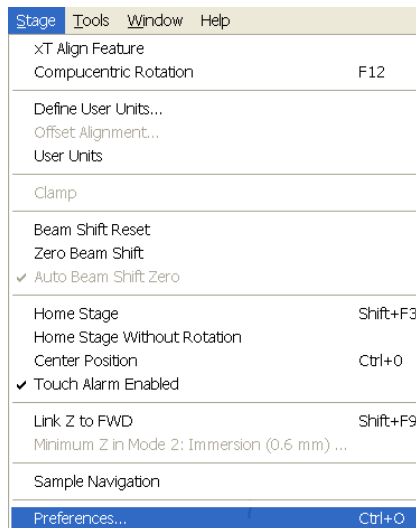 Stage Tools Window Help
xT Align Feature
Compucentric Rotation F12
Define User Units...
Offset Alignment...
User Units
Clamp
Beam Shift Reset
Zero Beam Shift
Auto Beam Shift Zero
Home Stage Shift+F3
Home Stage Without Rotation
Center Position Ctrl+0
Touch Alarm Enabled
Link Z to FWD Shift+F9
Minimum Z in Mode 2: Immersion (0.6 mm) ...
Sample Navigation
Preferences... Ctrl+O